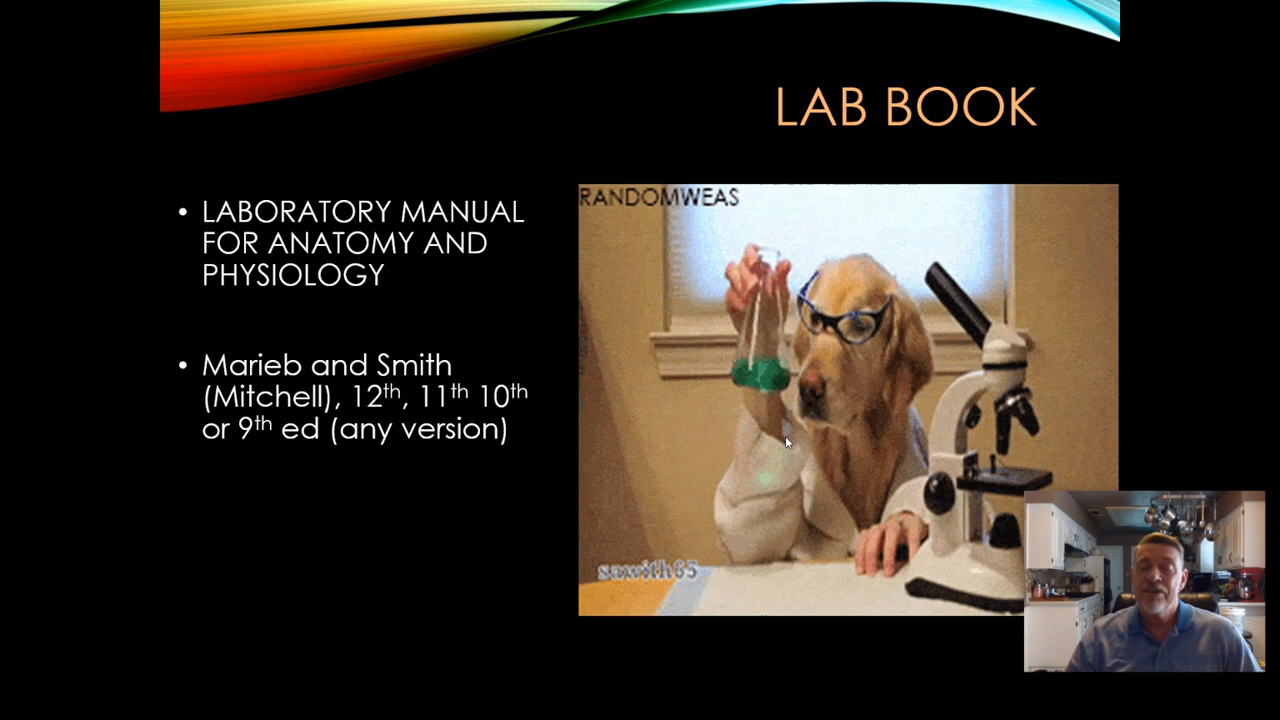 LAB BOOK
• LABORATORY MANUAL
FOR ANATOMY AND
PHYSIOLOGY
• Marieb and Smith
(Mitchell), 12th, 11th 10th
or 9th ed (any version)
RANDOMWEAS